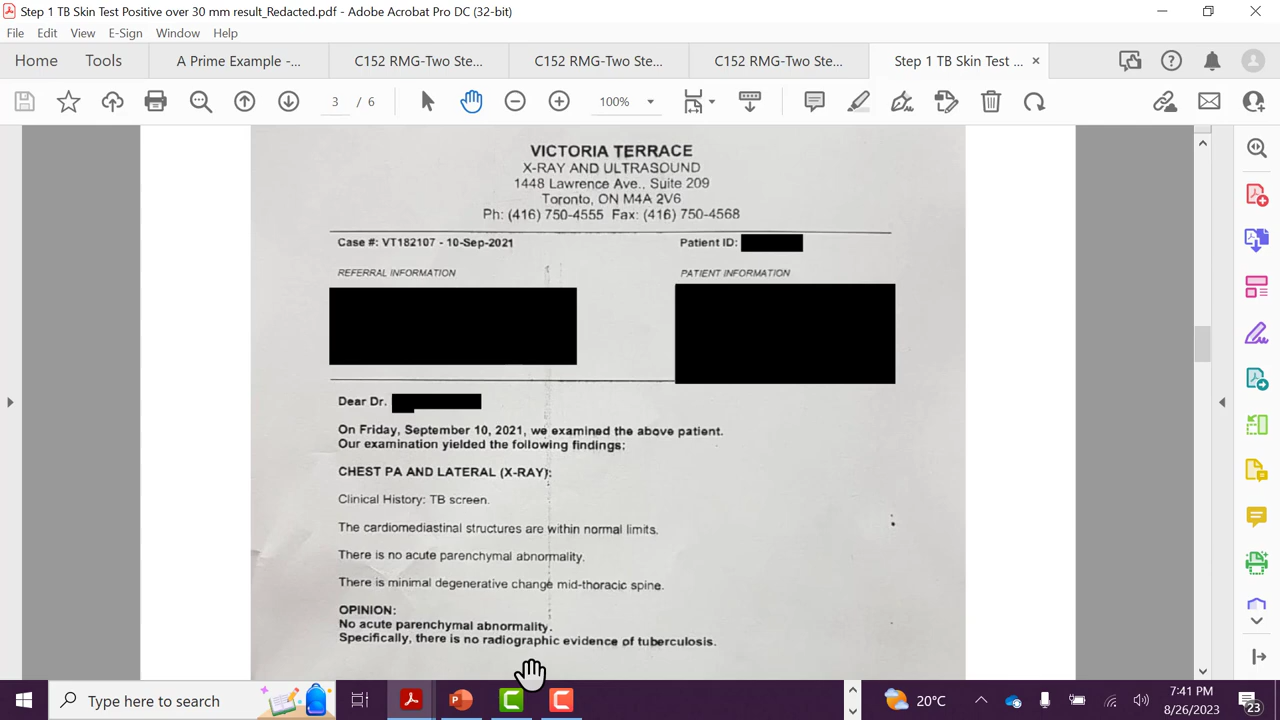 Step 1 TB Skin Test Positive over 30 mm result_Redacted.pdf - Adobe Acrobat Pro DC (32-bit)
File Edit View E-Sign Window Help
Home Tools A Prime Example -... C152 RMG-Two Ste... C152 RMG-Two Ste... C152 RMG-Two Ste... Step 1 TB Skin Test ...
3 / 6 100%
VICTORIA TERRACE
X-RAY AND ULTRASOUND
1448 Lawrence Ave., Suite 209
Toronto, ON M4A 2V6
Ph: (416) 750-4555 Fax: (416) 750-4568
Case #: VT182107 - 10-Sep-2021 Patient ID:
REFERRAL INFORMATION PATIENT INFORMATION
Dear Dr.
On Friday, September 10, 2021, we examined the above patient.
Our examination yielded the following findings:
CHEST PA AND LATERAL (X-RAY):
Clinical History: TB screen.
The cardiomediastinal structures are within normal limits.
There is no acute parenchymal abnormality.
There is minimal degenerative change mid-thoracic spine.
OPINION:
No acute parenchymal abnormality.
Specifically, there is no radiographic evidence of tuberculosis.
Type here to search
20°C
7:41 PM
8/26/2023
23